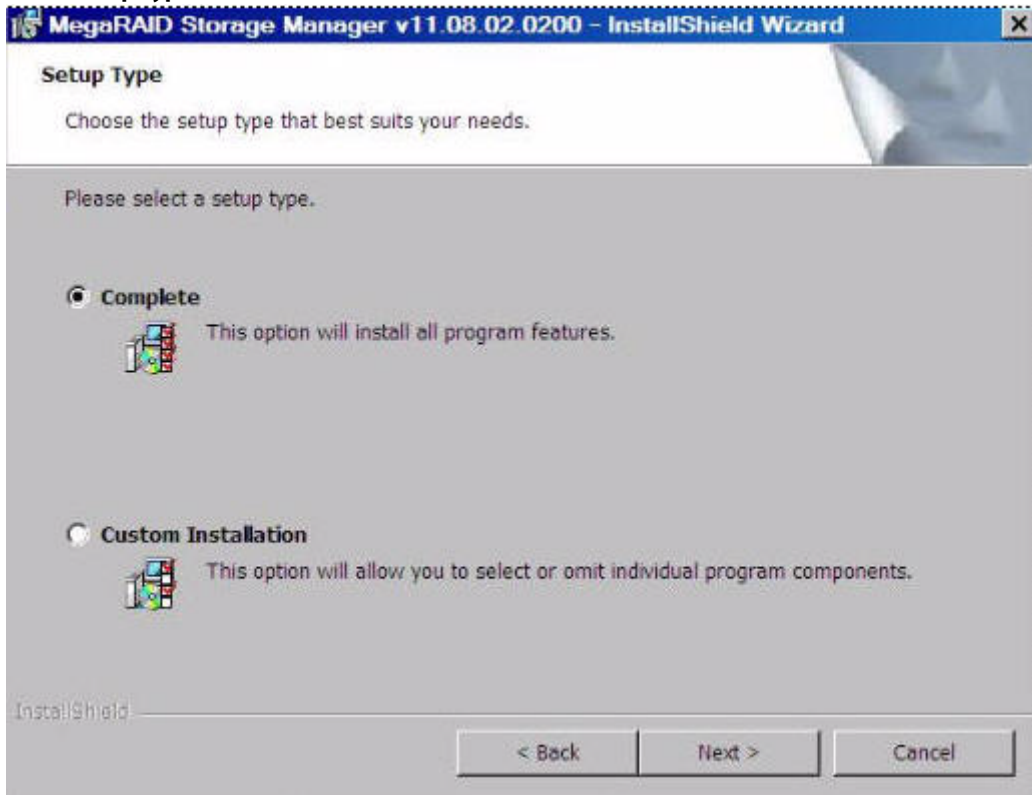 MegaRAID Storage Manager v11.08.02.0200 - InstallShield Wizard
Setup Type
Choose the setup type that best suits your needs.
Please select a setup type.
Complete
This option will install all program features.
Custom Installation
This option will allow you to select or omit individual program components.
InstallShield
< Back
Next >
Cancel